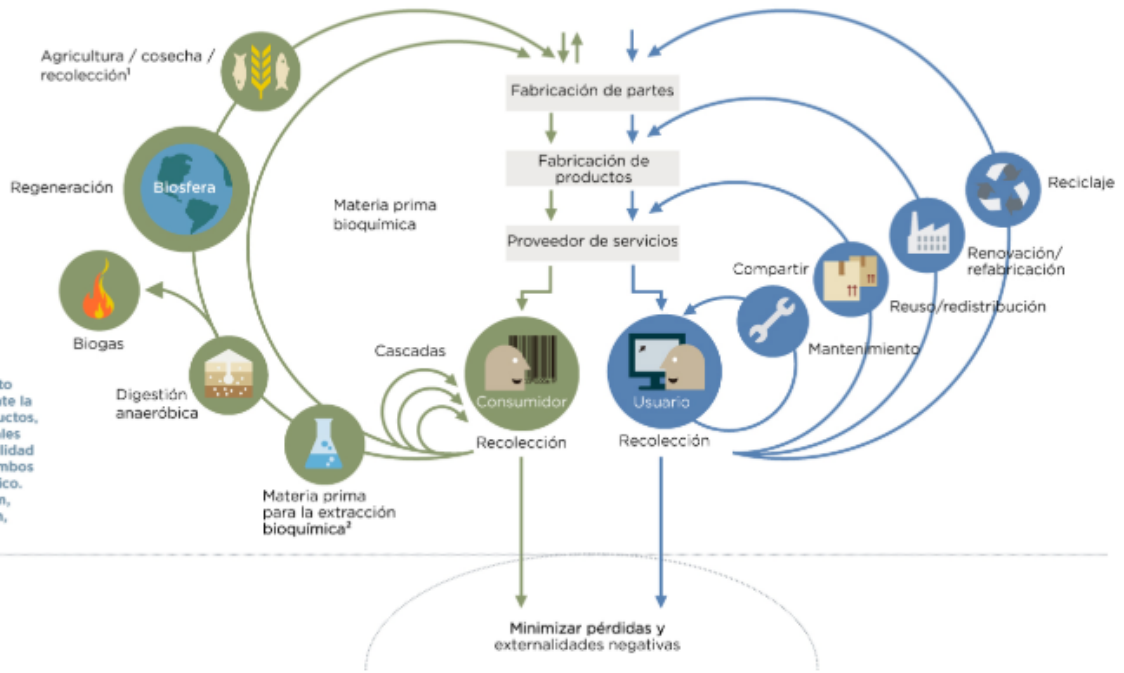 Agricultura / cosecha /
recolección¹
Fabricación de partes
Fabricación de
productos
Proveedor de servicios
Regeneración
Biosfera
Materia prima
bioquímica
Reciclaje
Renovación/
refabricación
Compartir
Reuso/redistribución
Mantenimiento
Biogas
Cascadas
Digestión
anaeróbica
Consumidor
Usuario
Recolección
Recolección
Materia prima
para la extracción
bioquímica²
Minimizar pérdidas y
externalidades negativas